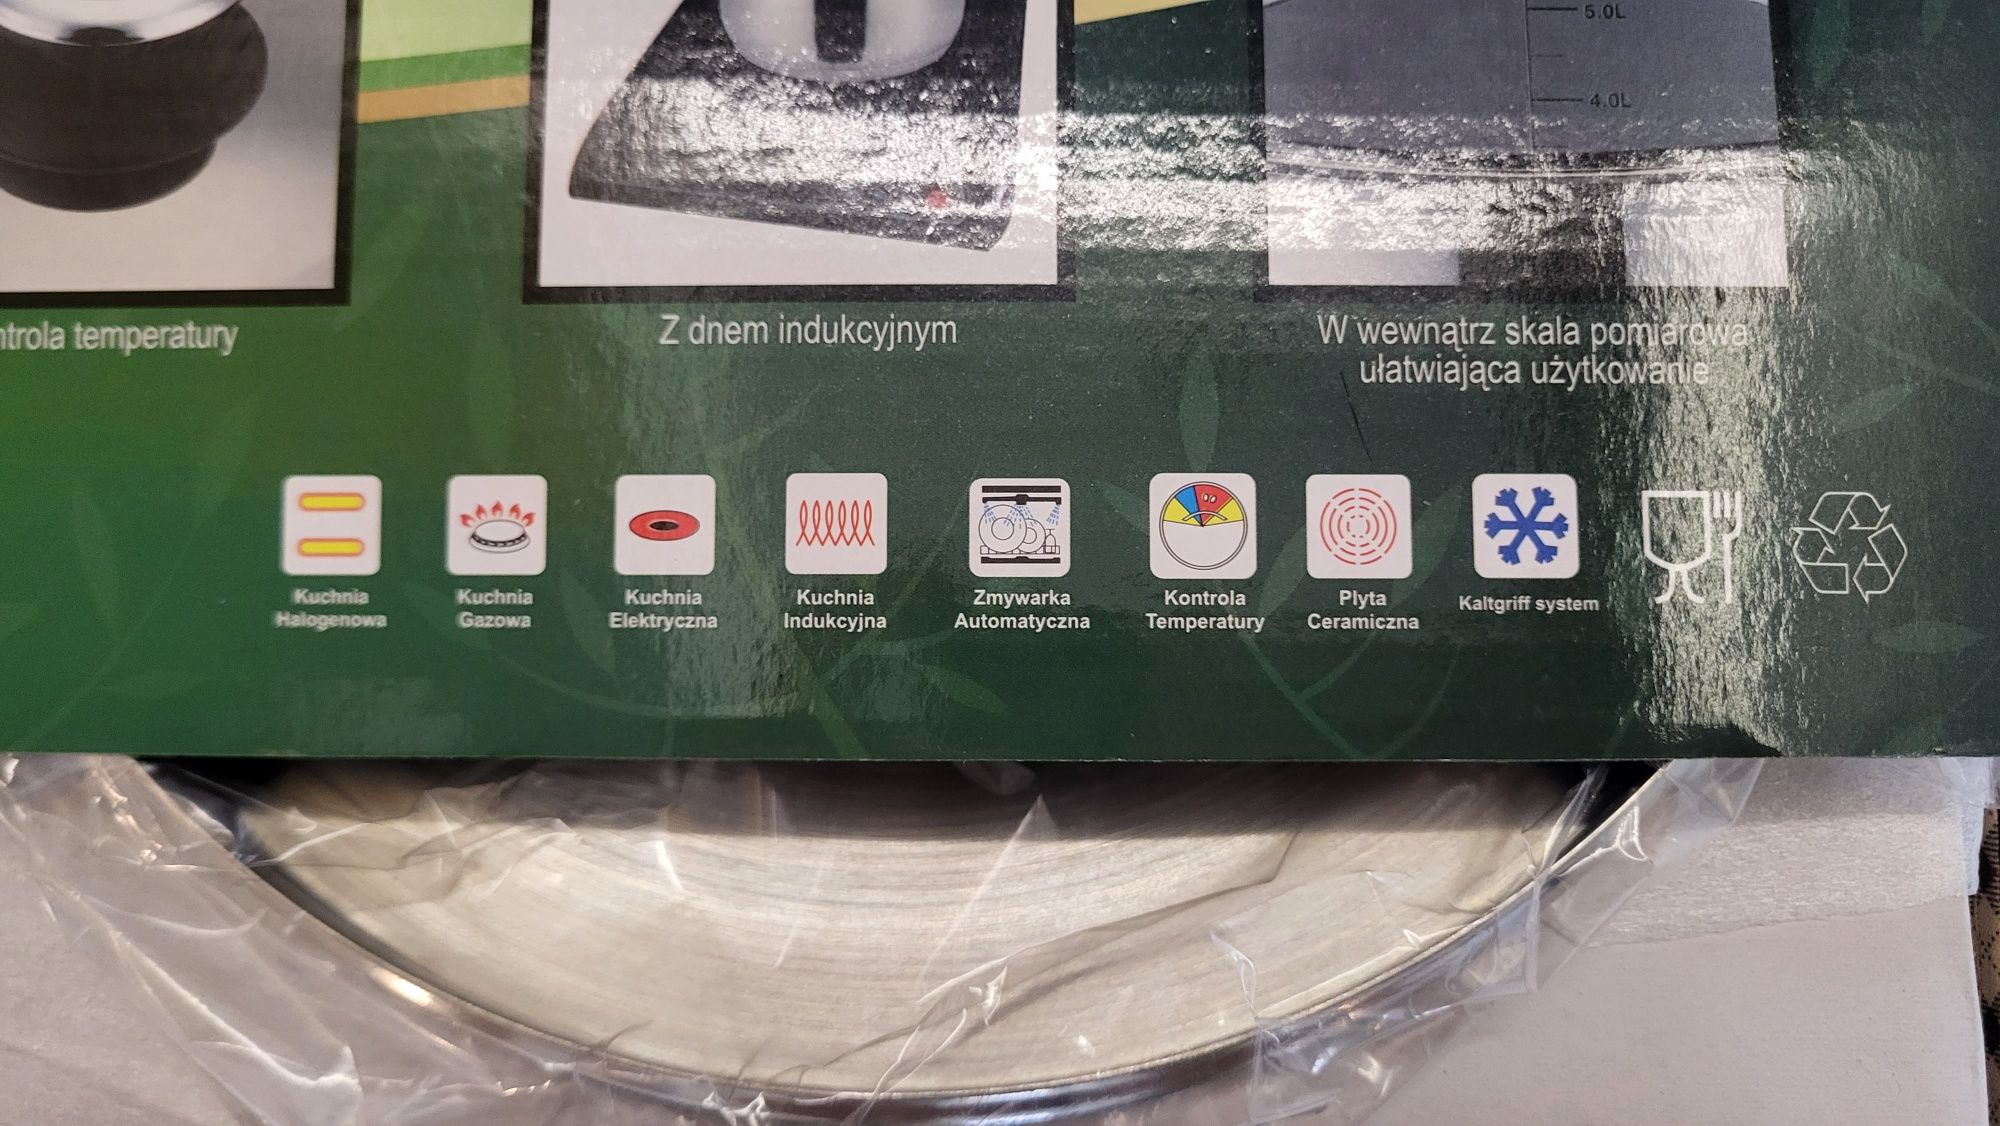 5.0L
4.0L
ntrola temperatury
Z dnem indukcyjnym
W wewnątrz skala pomiarowa
ułatwiająca użytkowanie
Kuchnia
Halogenowa
Kuchnia
Gazowa
Kuchnia
Elektryczna
Kuchnia
Indukcyjna
Zmywarka
Automatyczna
Kontrola
Temperatury
Plyta
Ceramiczna
Kaltgriff system